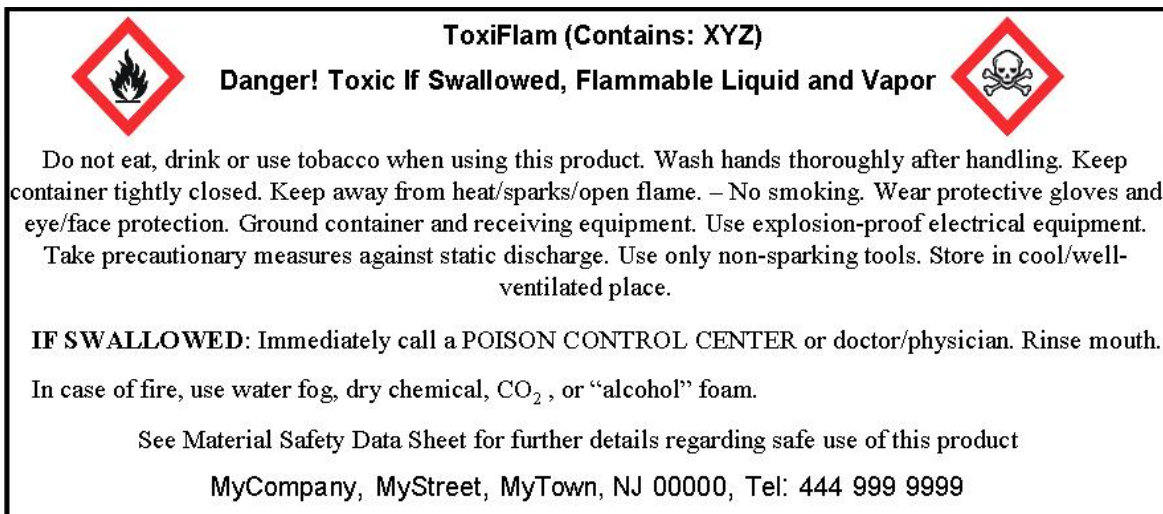 ToxiFlam (Contains: XYZ)
Danger! Toxic If Swallowed, Flammable Liquid and Vapor
Do not eat, drink or use tobacco when using this product. Wash hands thoroughly after handling. Keep
container tightly closed. Keep away from heat/sparks/open flame. – No smoking. Wear protective gloves and
eye/face protection. Ground container and receiving equipment. Use explosion-proof electrical equipment.
Take precautionary measures against static discharge. Use only non-sparking tools. Store in cool/well-
ventilated place.
IF SWALLOWED: Immediately call a POISON CONTROL CENTER or doctor/physician. Rinse mouth.
In case of fire, use water fog, dry chemical, CO₂ , or “alcohol” foam.
See Material Safety Data Sheet for further details regarding safe use of this product
MyCompany, MyStreet, MyTown, NJ 00000, Tel: 444 999 9999